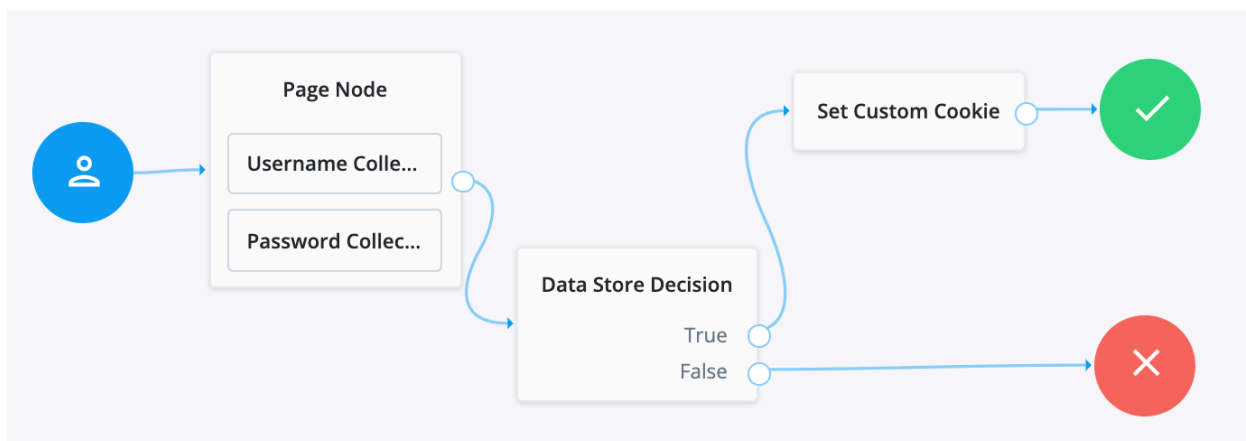 Page Node
Username Colle...
Password Collec...
Data Store Decision
True
False
Set Custom Cookie